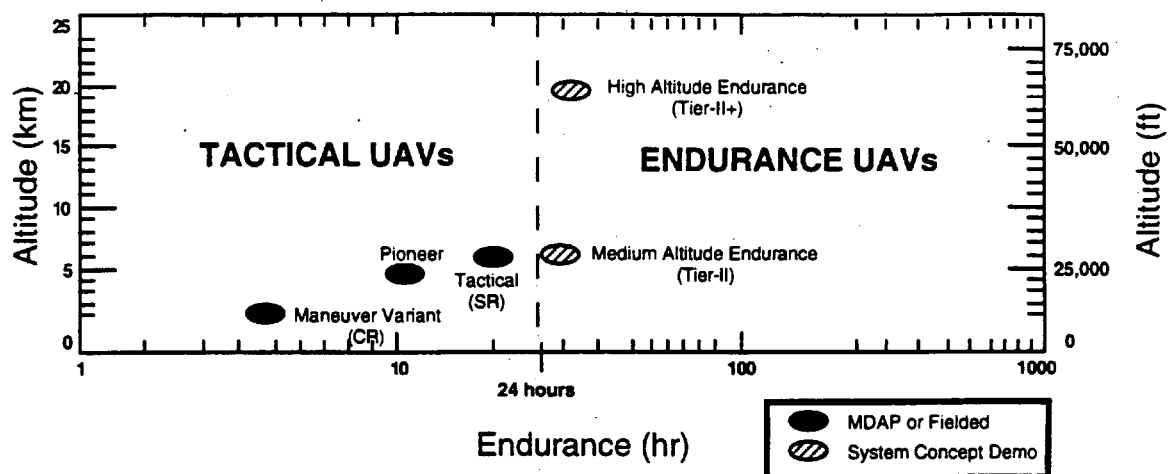 25
20
15
10
5
0
Altitude (km)
75,000
50,000
25,000
0
Altitude (ft)
TACTICAL UAVs
ENDURANCE UAVs
High Altitude Endurance
(Tier-II+)
Pioneer
Tactical
(SR)
Medium Altitude Endurance
(Tier-II)
Maneuver Variant
(CR)
1
10
24 hours
100
1000
Endurance (hr)
MDAP or Fielded
System Concept Demo